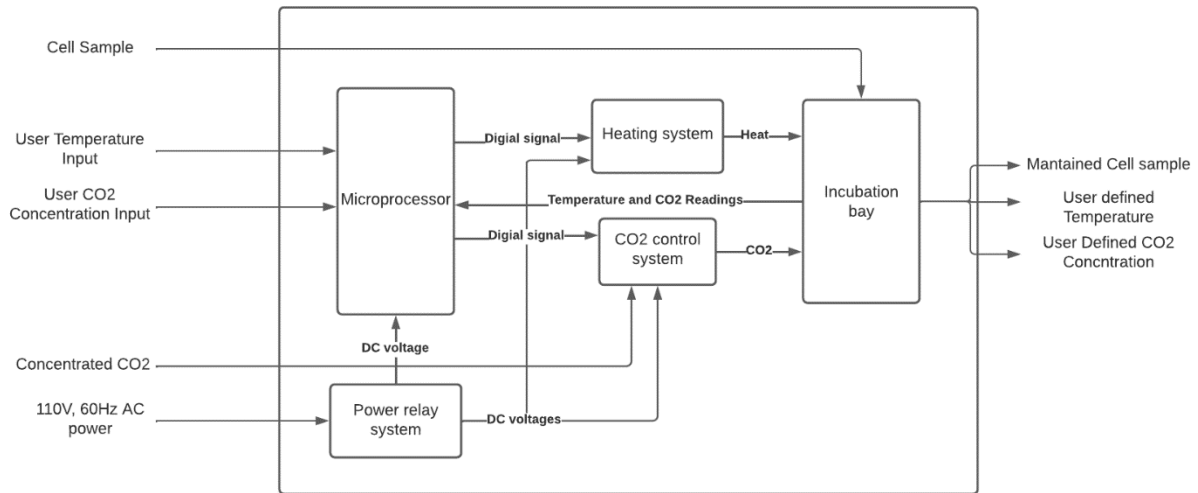 Cell Sample
User Temperature
Input
User CO2
Concentration Input
Concentrated CO2
110V, 60Hz AC
power
Microprocessor
Digial signal
Heating system
Heat
Temperature and CO2 Readings
Digial signal
CO2 control
system
CO2
Incubation
bay
DC voltage
Power relay
system
DC voltages
Mantained Cell sample
User defined
Temperature
User Defined CO2
Concntration